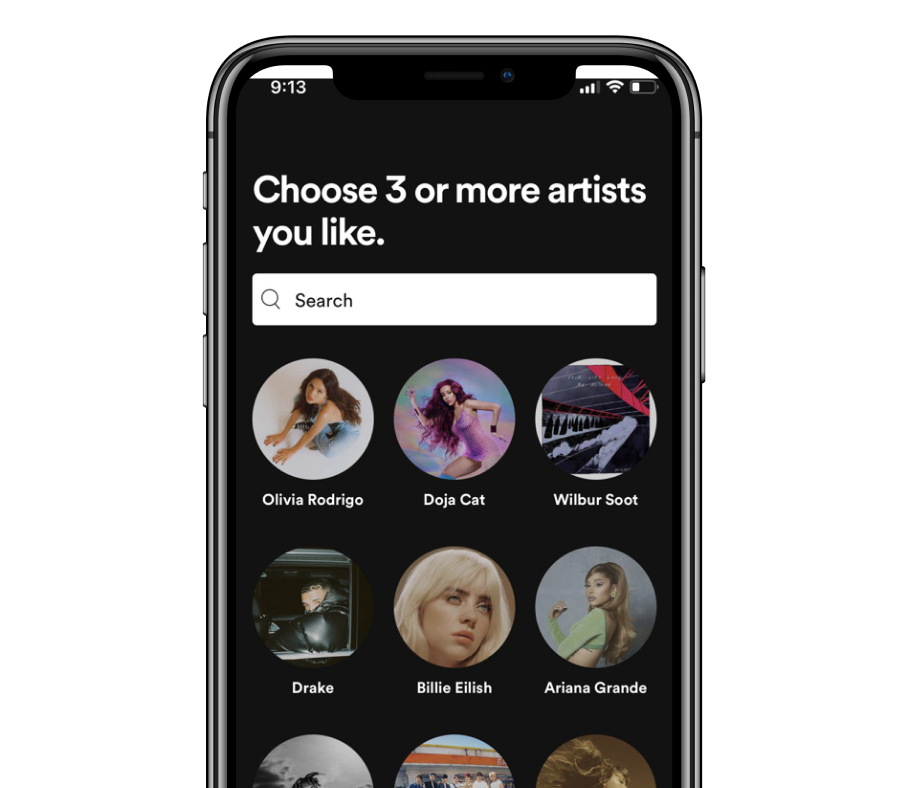 9:13
Choose 3 or more artists
you like.
Search
Olivia Rodrigo
Doja Cat
Wilbur Soot
Drake
Billie Eilish
Ariana Grande